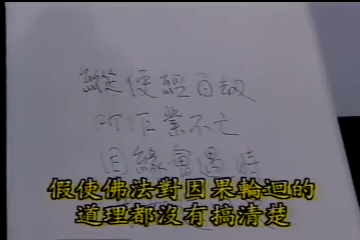 縱使經百劫
所作業不亡
因緣會遇時
假使佛法對因果輪迴的
道理都沒有搞清楚